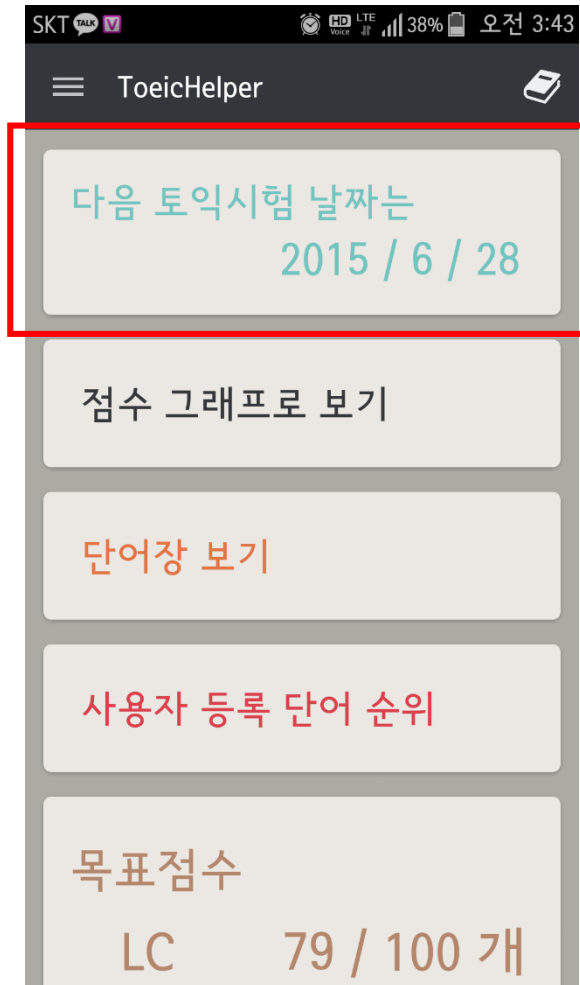 SKT TALK V HD Voice LTE 38% 오전 3:43
ToeicHelper
다음 토익시험 날짜는
2015 / 6 / 28
점수 그래프로 보기
단어장 보기
사용자 등록 단어 순위
목표점수
LC 79 / 100 개